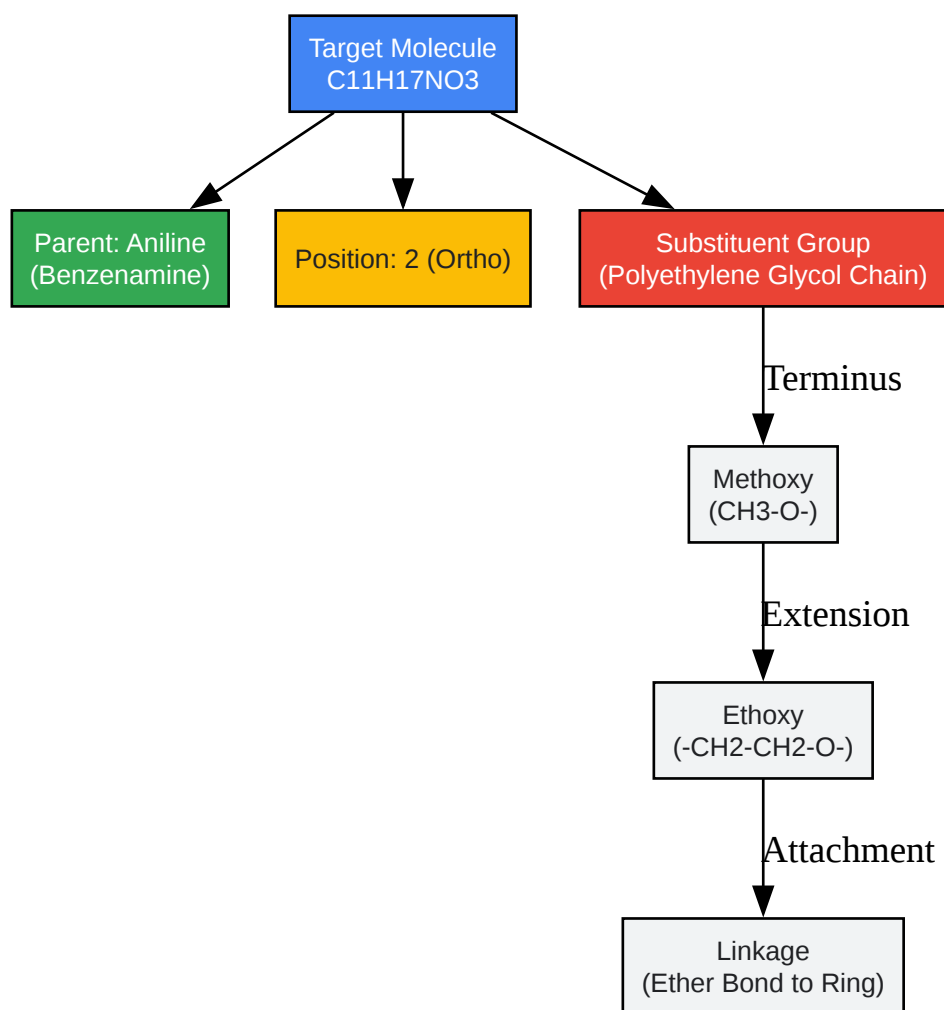 Target Molecule
C11H17NO3
Parent: Aniline
(Benzenamine)
Position: 2 (Ortho)
Substituent Group
(Polyethylene Glycol Chain)
Terminus
Methoxy
(CH3-O-)
Extension
Ethoxy
(-CH2-CH2-O-)
Attachment
Linkage
(Ether Bond to Ring)